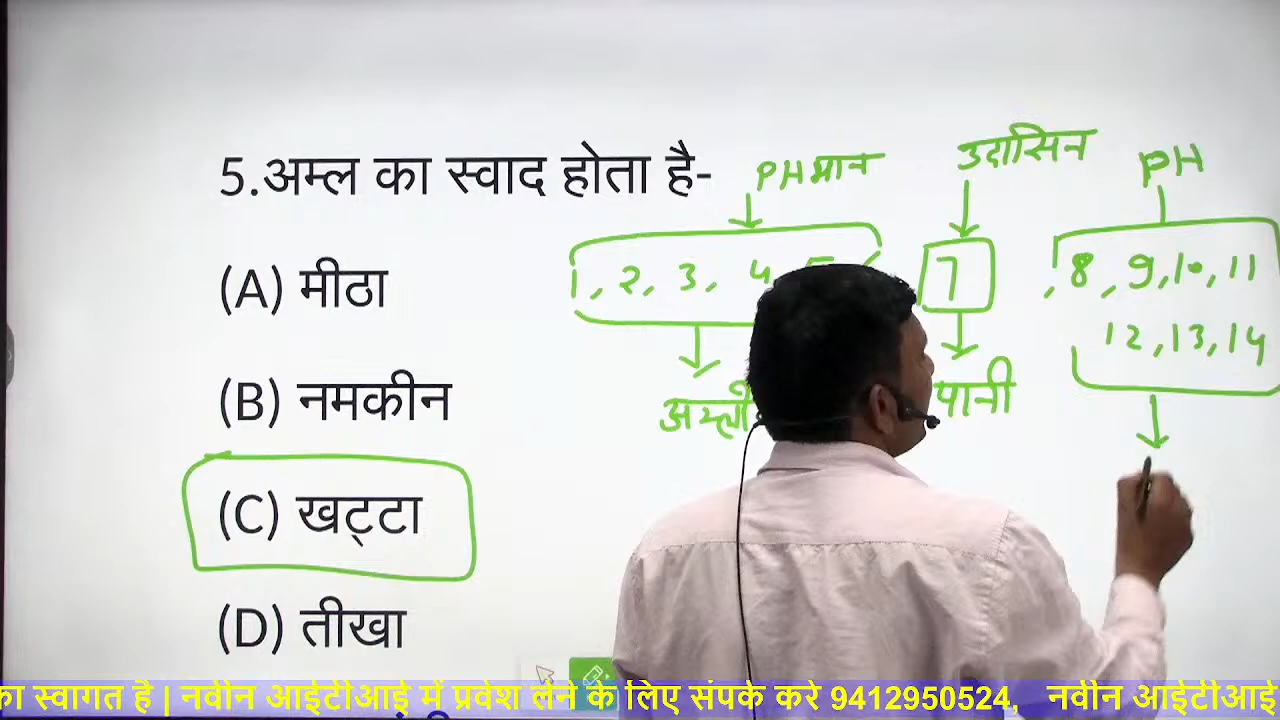 5.अम्ल का स्वाद होता है-
(A) मीठा
(B) नमकीन
(C) खट्टा
(D) तीखा
PHमान
1, 2, 3, 4
उदासिन
7
पानी
PH
, 8, 9, 10, 11
12, 13, 14
का स्वागत है | नवीन आईटीआई में प्रवेश लेने के लिए संपर्क करे 9412950524, नवीन आईटीआई